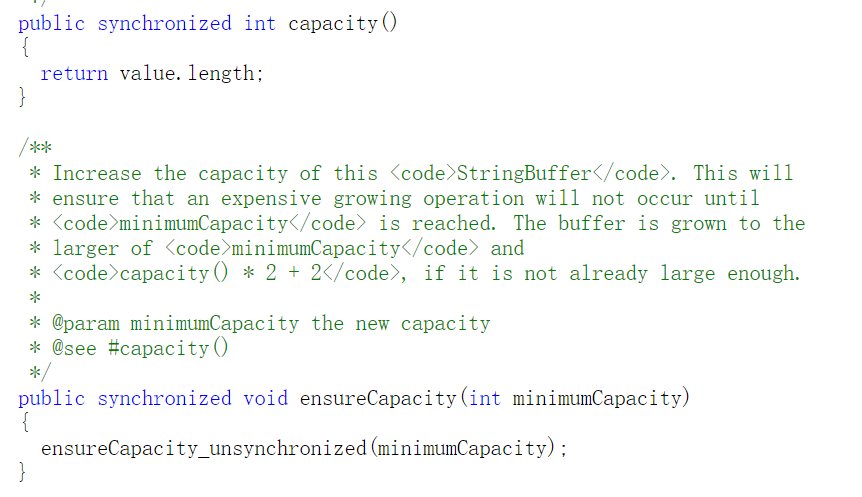 */
public synchronized int capacity()
{
return value.length;
}
/**
* Increase the capacity of this <code>StringBuffer</code>. This will
* ensure that an expensive growing operation will not occur until
* <code>minimumCapacity</code> is reached. The buffer is grown to the
* larger of <code>minimumCapacity</code> and
* <code>capacity() * 2 + 2</code>, if it is not already large enough.
*
* @param minimumCapacity the new capacity
* @see #capacity()
*/
public synchronized void ensureCapacity(int minimumCapacity)
{
ensureCapacity_unsynchronized(minimumCapacity);
}